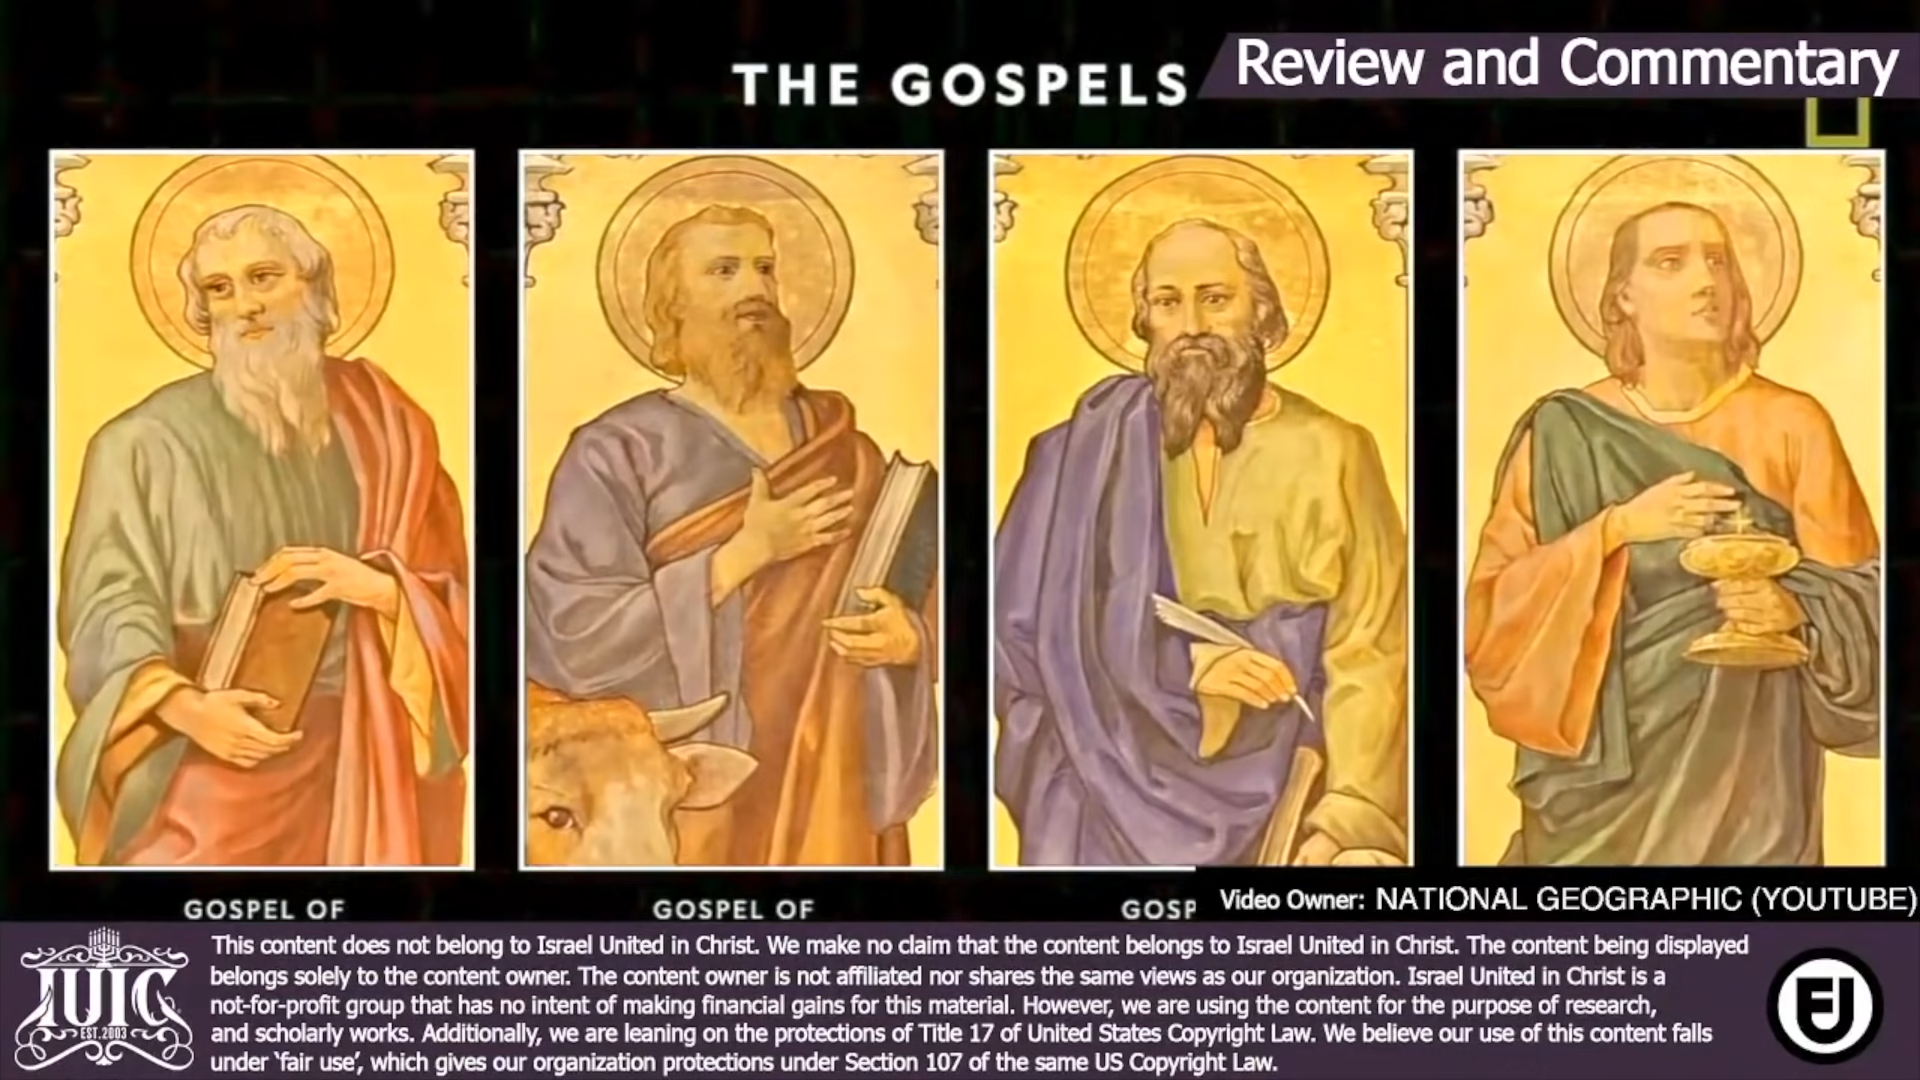 THE GOSPELS
Review and Commentary
GOSPEL OF
GOSPEL OF
GOSP
Video Owner: NATIONAL GEOGRAPHIC (YOUTUBE)
IUIC
EST.2003
This content does not belong to Israel United in Christ. We make no claim that the content belongs to Israel United in Christ. The content being displayed
belongs solely to the content owner. The content owner is not affiliated nor shares the same views as our organization. Israel United in Christ is a
not-for-profit group that has no intent of making financial gains for this material. However, we are using the content for the purpose of research,
and scholarly works. Additionally, we are leaning on the protections of Title 17 of United States Copyright Law. We believe our use of this content falls
under ‘fair use’, which gives our organization protections under Section 107 of the same US Copyright Law.